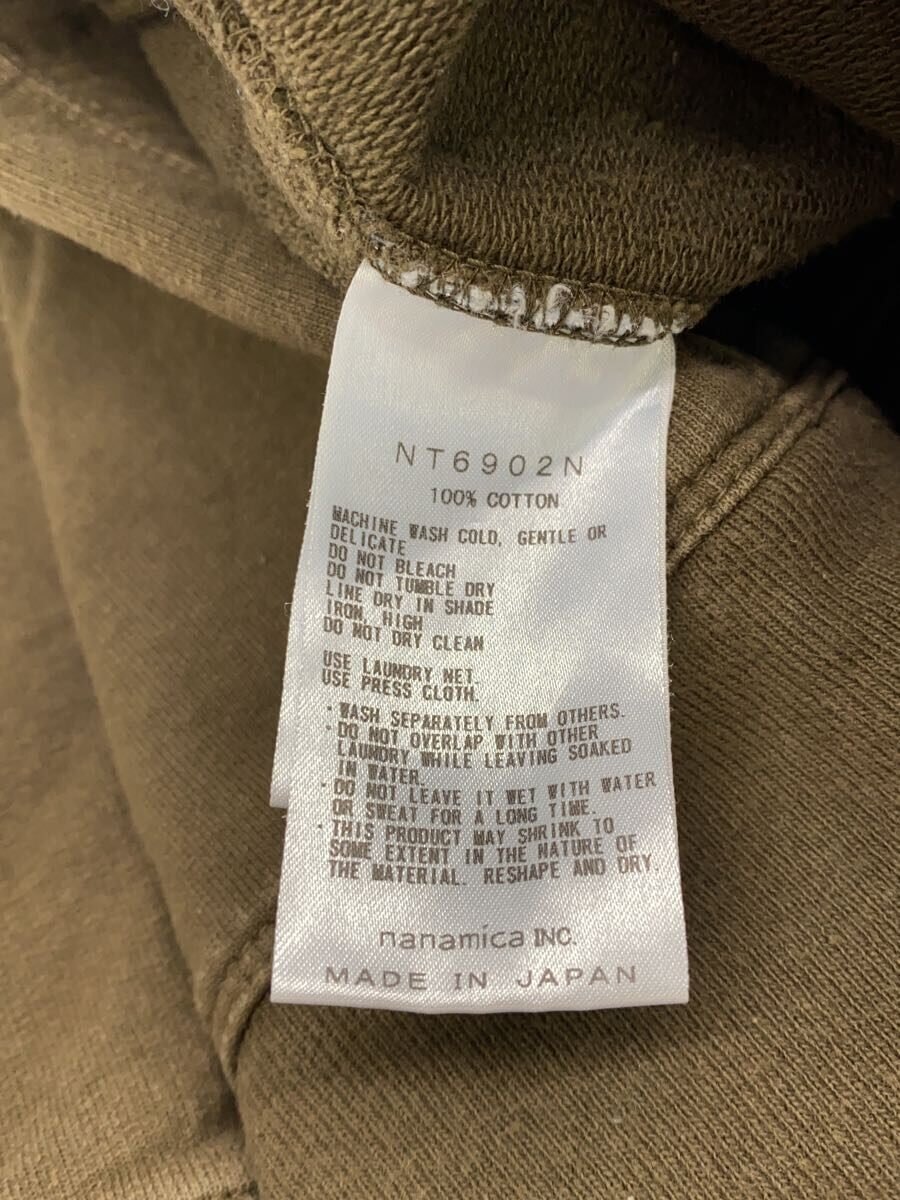 NT6902N
100% COTTON
MACHINE WASH COLD, GENTLE OR
DELICATE
DO NOT BLEACH
DO NOT TUMBLE DRY
LINE DRY IN SHADE
IRON, HIGH
DO NOT DRY CLEAN
USE LAUNDRY NET.
USE PRESS CLOTH.
・WASH SEPARATELY FROM OTHERS.
・DO NOT OVERLAP WITH OTHER
LAUNDRY WHILE LEAVING SOAKED
IN WATER.
・DO NOT LEAVE IT WET WITH WATER
OR SWEAT FOR A LONG TIME.
・THIS PRODUCT MAY SHRINK TO
SOME EXTENT IN THE NATURE OF
THE MATERIAL. RESHAPE AND DRY.
nanamica INC.
MADE IN JAPAN